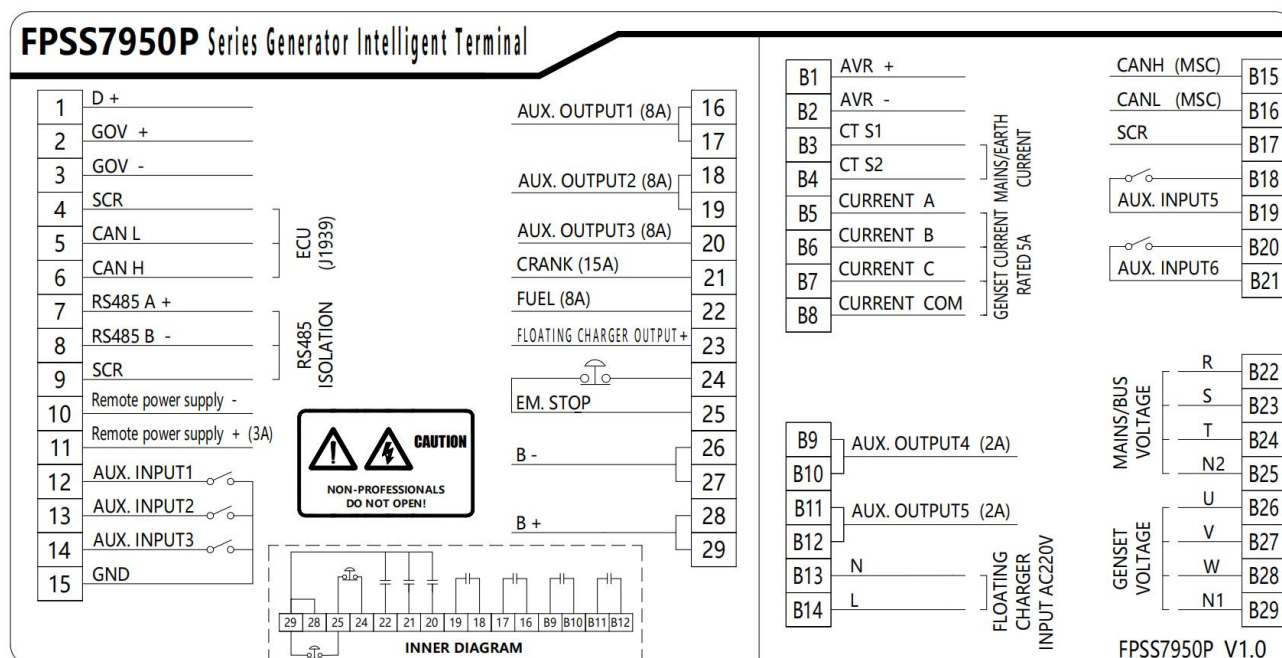 FPSS7950P Series Generator Intelligent Terminal
1 D +
2 GOV +
3 GOV -
4 SCR
5 CAN L
6 CAN H
ECU
(J1939)
7 RS485 A +
8 RS485 B -
9 SCR
RS485
ISOLATION
10 Remote power supply -
11 Remote power supply + (3A)
12 AUX. INPUT1
13 AUX. INPUT2
14 AUX. INPUT3
15 GND
CAUTION
NON-PROFESSIONALS
DO NOT OPEN!
AUX. OUTPUT1 (8A) 16
17
AUX. OUTPUT2 (8A) 18
19
AUX. OUTPUT3 (8A) 20
CRANK (15A) 21
FUEL (8A) 22
FLOATING CHARGER OUTPUT+ 23
24
EM. STOP 25
B - 26
27
B + 28
29
29 28 25 24 22 21 20 19 18 17 16 B9 B10 B11 B12
INNER DIAGRAM
B1 AVR +
B2 AVR -
B3 CT S1
B4 CT S2
MAINS/EARTH
CURRENT
B5 CURRENT A
B6 CURRENT B
B7 CURRENT C
B8 CURRENT COM
GENSET CURRENT
RATED 5A
B9 AUX. OUTPUT4 (2A)
B10
B11 AUX. OUTPUT5 (2A)
B12
B13 N
B14 L
FLOATING
CHARGER
INPUT AC220V
CANH (MSC) B15
CANL (MSC) B16
SCR B17
B18
AUX. INPUT5 B19
B20
AUX. INPUT6 B21
MAINS/BUS
VOLTAGE
R B22
S B23
T B24
N2 B25
GENSET
VOLTAGE
U B26
V B27
W B28
N1 B29
FPSS7950P V1.0